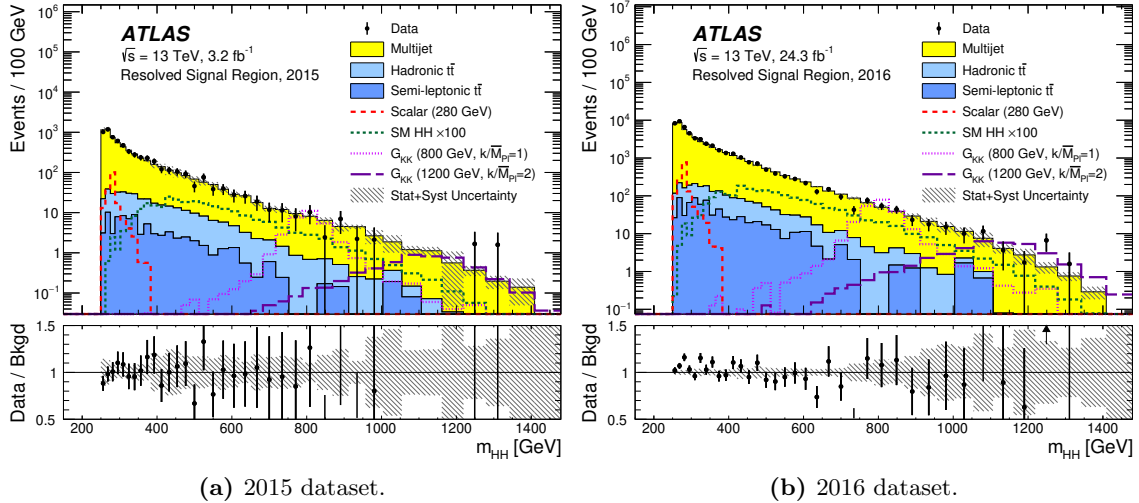 Events / 100 GeV
10⁶
10⁵
10⁴
10³
10²
10
1
10⁻¹
ATLAS
√s = 13 TeV, 3.2 fb⁻¹
Resolved Signal Region, 2015
Data
Multijet
Hadronic tt̄
Semi-leptonic tt̄
Scalar (280 GeV)
SM HH ×100
G_KK (800 GeV, k/M̄_Pl=1)
G_KK (1200 GeV, k/M̄_Pl=2)
Stat+Syst Uncertainty
Data / Bkgd
1.5
1
0.5
200 400 600 800 1000 1200 1400
m_HH [GeV]
(a) 2015 dataset.
Events / 100 GeV
10⁷
10⁶
10⁵
10⁴
10³
10²
10
1
10⁻¹
ATLAS
√s = 13 TeV, 24.3 fb⁻¹
Resolved Signal Region, 2016
Data
Multijet
Hadronic tt̄
Semi-leptonic tt̄
Scalar (280 GeV)
SM HH ×100
G_KK (800 GeV, k/M̄_Pl=1)
G_KK (1200 GeV, k/M̄_Pl=2)
Stat+Syst Uncertainty
Data / Bkgd
1.5
1
0.5
200 400 600 800 1000 1200 1400
m_HH [GeV]
(b) 2016 dataset.